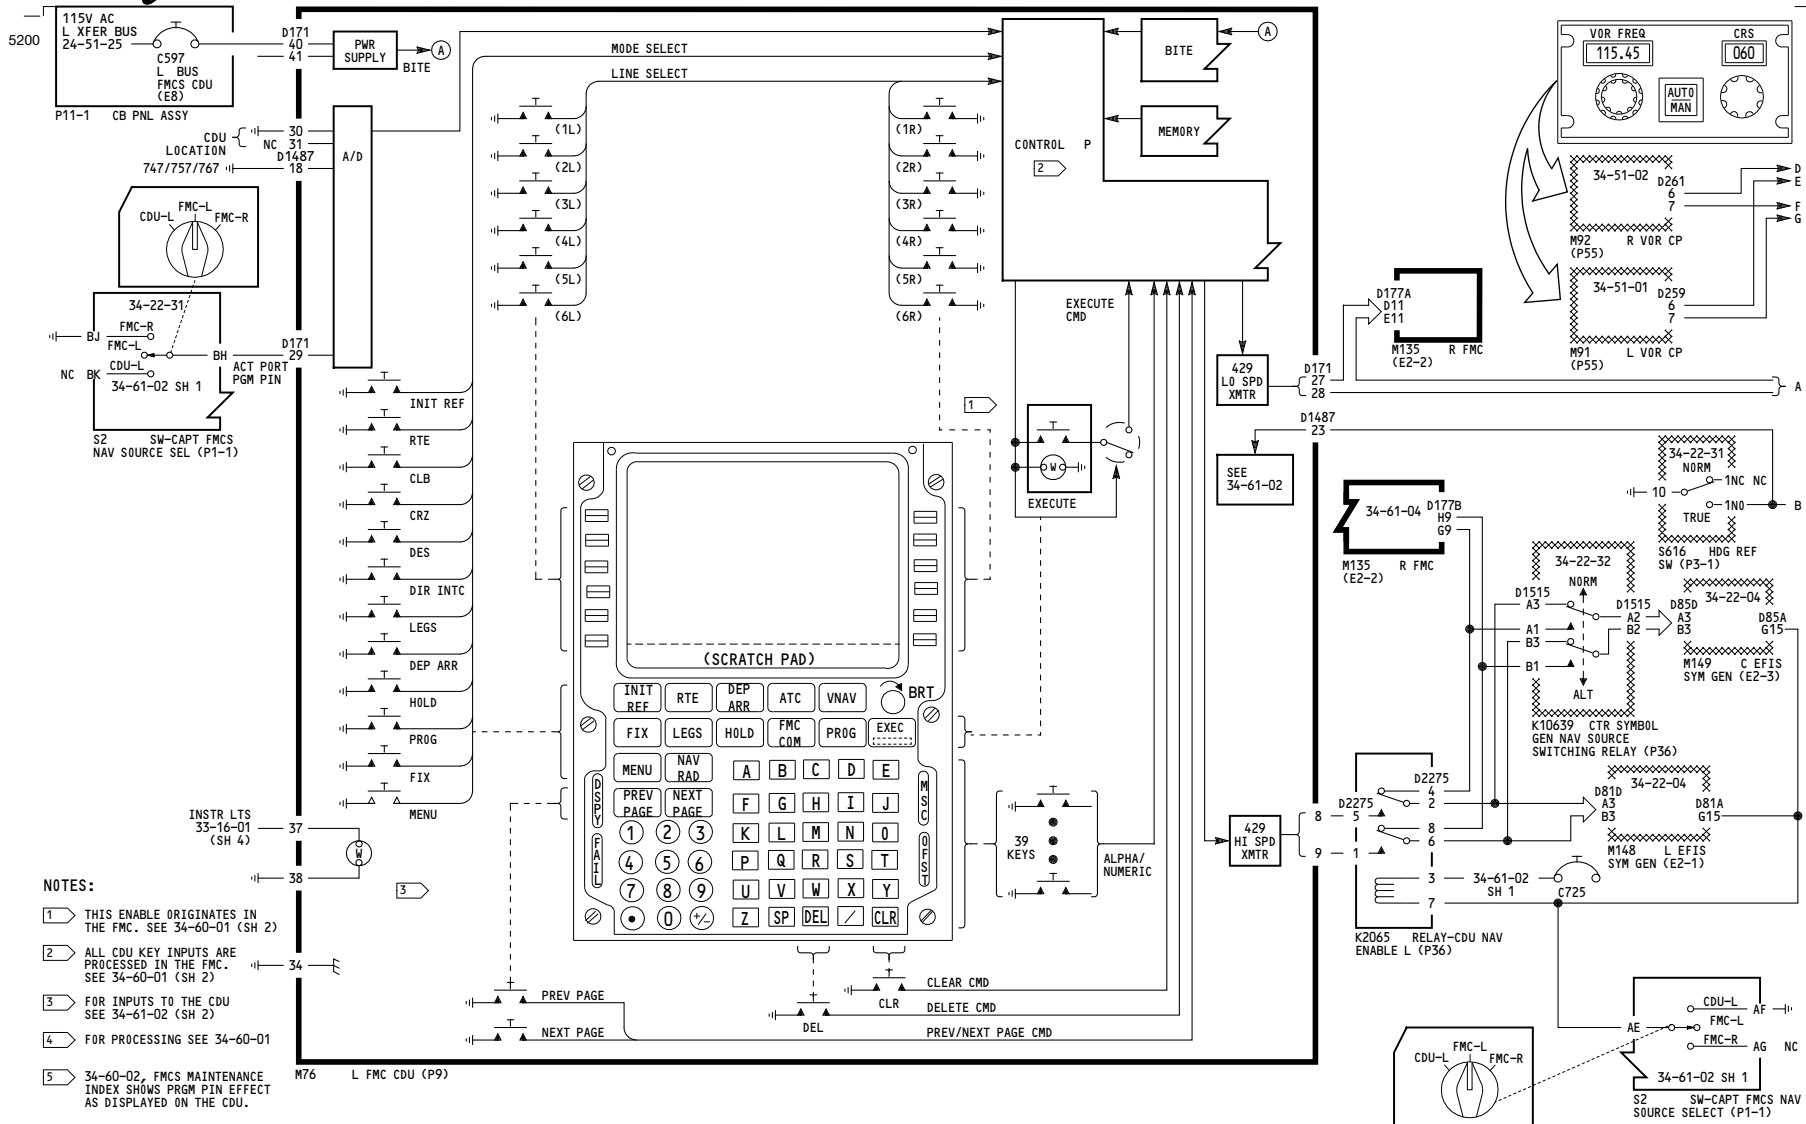 5200
115V AC
L XFER BUS
24-51-25
C597
L BUS
FMCS CDU
(E8)
P11-1 CB PNL ASSY
D171
40
41
PWR
SUPPLY
BITE
A
CDU
LOCATION
30
NC 31
D1487
747/757/767 18
A/D
CDU-L FMC-L FMC-R
34-22-31
BJ FMC-R
FMC-L
CDU-L
NC BK
34-61-02 SH 1
BH
ACT PORT
PGM PIN
D171
29
S2 SW-CAPT FMCS
NAV SOURCE SEL (P1-1)
MODE SELECT
LINE SELECT
(1L)
(2L)
(3L)
(4L)
(5L)
(6L)
(1R)
(2R)
(3R)
(4R)
(5R)
(6R)
INIT REF
RTE
CLB
CRZ
DES
DIR INTC
LEGS
DEP ARR
HOLD
PROG
FIX
MENU
INSTR LTS
33-16-01
(SH 4)
37
W
38
3
34
NOTES:
1 THIS ENABLE ORIGINATES IN
THE FMC. SEE 34-60-01 (SH 2)
2 ALL CDU KEY INPUTS ARE
PROCESSED IN THE FMC.
SEE 34-60-01 (SH 2)
3 FOR INPUTS TO THE CDU
SEE 34-61-02 (SH 2)
4 FOR PROCESSING SEE 34-60-01
5 34-60-02, FMCS MAINTENANCE
INDEX SHOWS PRGM PIN EFFECT
AS DISPLAYED ON THE CDU.
M76 L FMC CDU (P9)
(SCRATCH PAD)
INIT
REF
RTE
DEP
ARR
ATC
VNAV
BRT
FIX
LEGS
HOLD
FMC
COM
PROG
EXEC
MENU
NAV
RAD
PREV
PAGE
NEXT
PAGE
A B C D E
F G H I J
K L M N O
P Q R S T
U V W X Y
Z SP DEL / CLR
1 2 3
4 5 6
7 8 9
• 0 +/-
DSPY
FAIL
MSG
OFST
PREV PAGE
NEXT PAGE
DEL
CLR
CLEAR CMD
DELETE CMD
PREV/NEXT PAGE CMD
39
KEYS
ALPHA/
NUMERIC
CONTROL P
2
BITE
A
MEMORY
EXECUTE
CMD
1
W
EXECUTE
429
LO SPD
XMTR
D171
27
28
D1487
23
SEE
34-61-02
429
HI SPD
XMTR
8
9
VOR FREQ
115.45
CRS
060
AUTO
MAN
34-51-02
D261
6
7
M92 R VOR CP
(P55)
34-51-01
D259
6
7
M91 L VOR CP
(P55)
D
E
F
G
D177A
D11
E11
M135 R FMC
(E2-2)
A
34-22-31
NORM
10
1NC NC
TRUE
1NO
B
S616 HDG REF
SW (P3-1)
34-61-04
D177B
H9
G9
M135 R FMC
(E2-2)
34-22-32
NORM
D1515
A3
A1
B3
B1
ALT
D1515
A2
B2
K10639 CTR SYMBOL
GEN NAV SOURCE
SWITCHING RELAY (P36)
34-22-04
D85D
A3
B3
D85A
G15
M149 C EFIS
SYM GEN (E2-3)
D2275
5
1
D2275
4
2
8
6
3
7
34-61-02
SH 1
C725
K2065 RELAY-CDU NAV
ENABLE L (P36)
34-22-04
D81D
A3
B3
D81A
G15
M148 L EFIS
SYM GEN (E2-1)
CDU-L FMC-L FMC-R
AE
CDU-L AF
FMC-L
FMC-R AG NC
34-61-02 SH 1
S2 SW-CAPT FMCS NAV
SOURCE SELECT (P1-1)